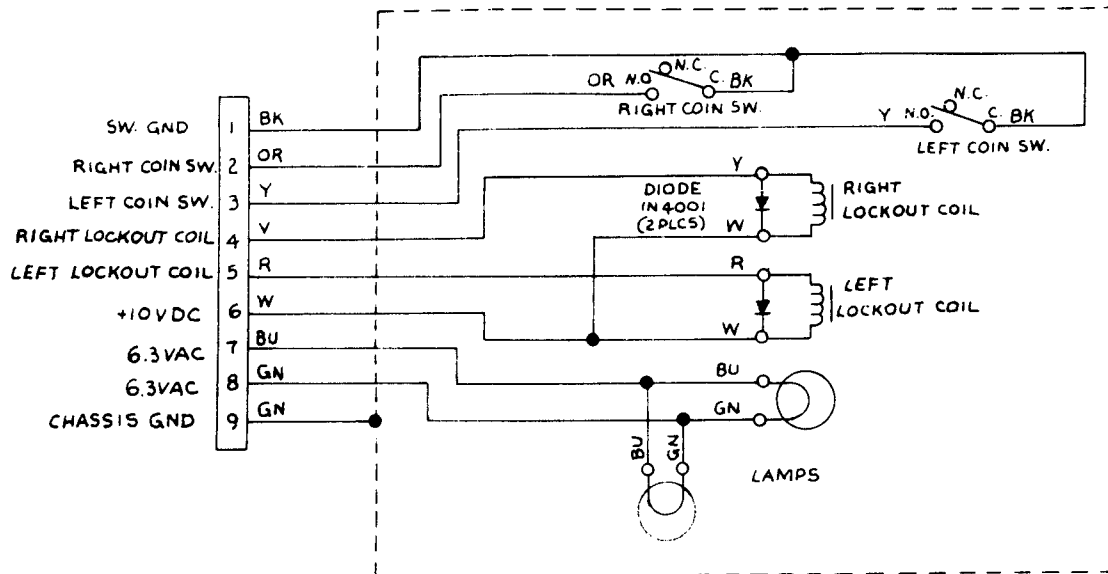 SW. GND 1 BK
RIGHT COIN SW. 2 OR
LEFT COIN SW. 3 Y
RIGHT LOCKOUT COIL 4 V
LEFT LOCKOUT COIL 5 R
+10VDC 6 W
6.3VAC 7 BU
6.3VAC 8 GN
CHASSIS GND 9 GN
N.C.
OR N.O. C. BK
RIGHT COIN SW.
N.C.
Y N.O. C. BK
LEFT COIN SW.
Y
DIODE
IN4001
(2PLCS)
W
RIGHT
LOCKOUT COIL
R
W
LEFT
LOCKOUT COIL
BU
GN
BU
GN
LAMPS